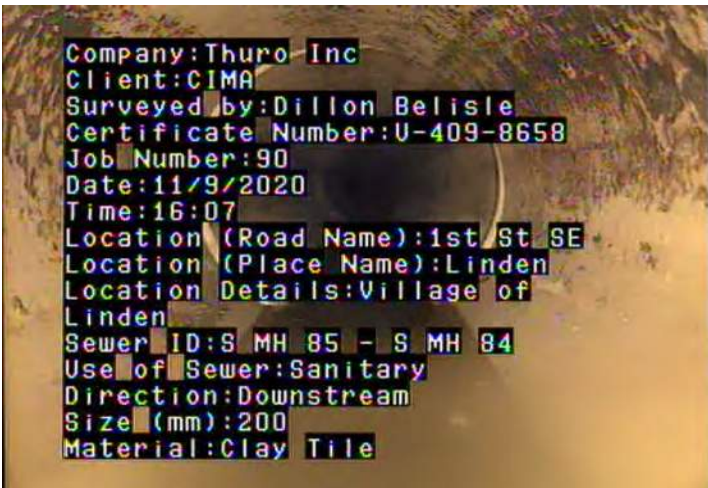 Company:Thuro Inc
Client:CIMA
Surveyed by:Dillon Belisle
Certificate Number:U-409-8658
Job Number:90
Date:11/9/2020
Time:16:07
Location (Road Name):1st St SE
Location (Place Name):Linden
Location Details:Village of
Linden
Sewer ID:S MH 85 - S MH 84
Use of Sewer:Sanitary
Direction:Downstream
Size (mm):200
Material:Clay Tile